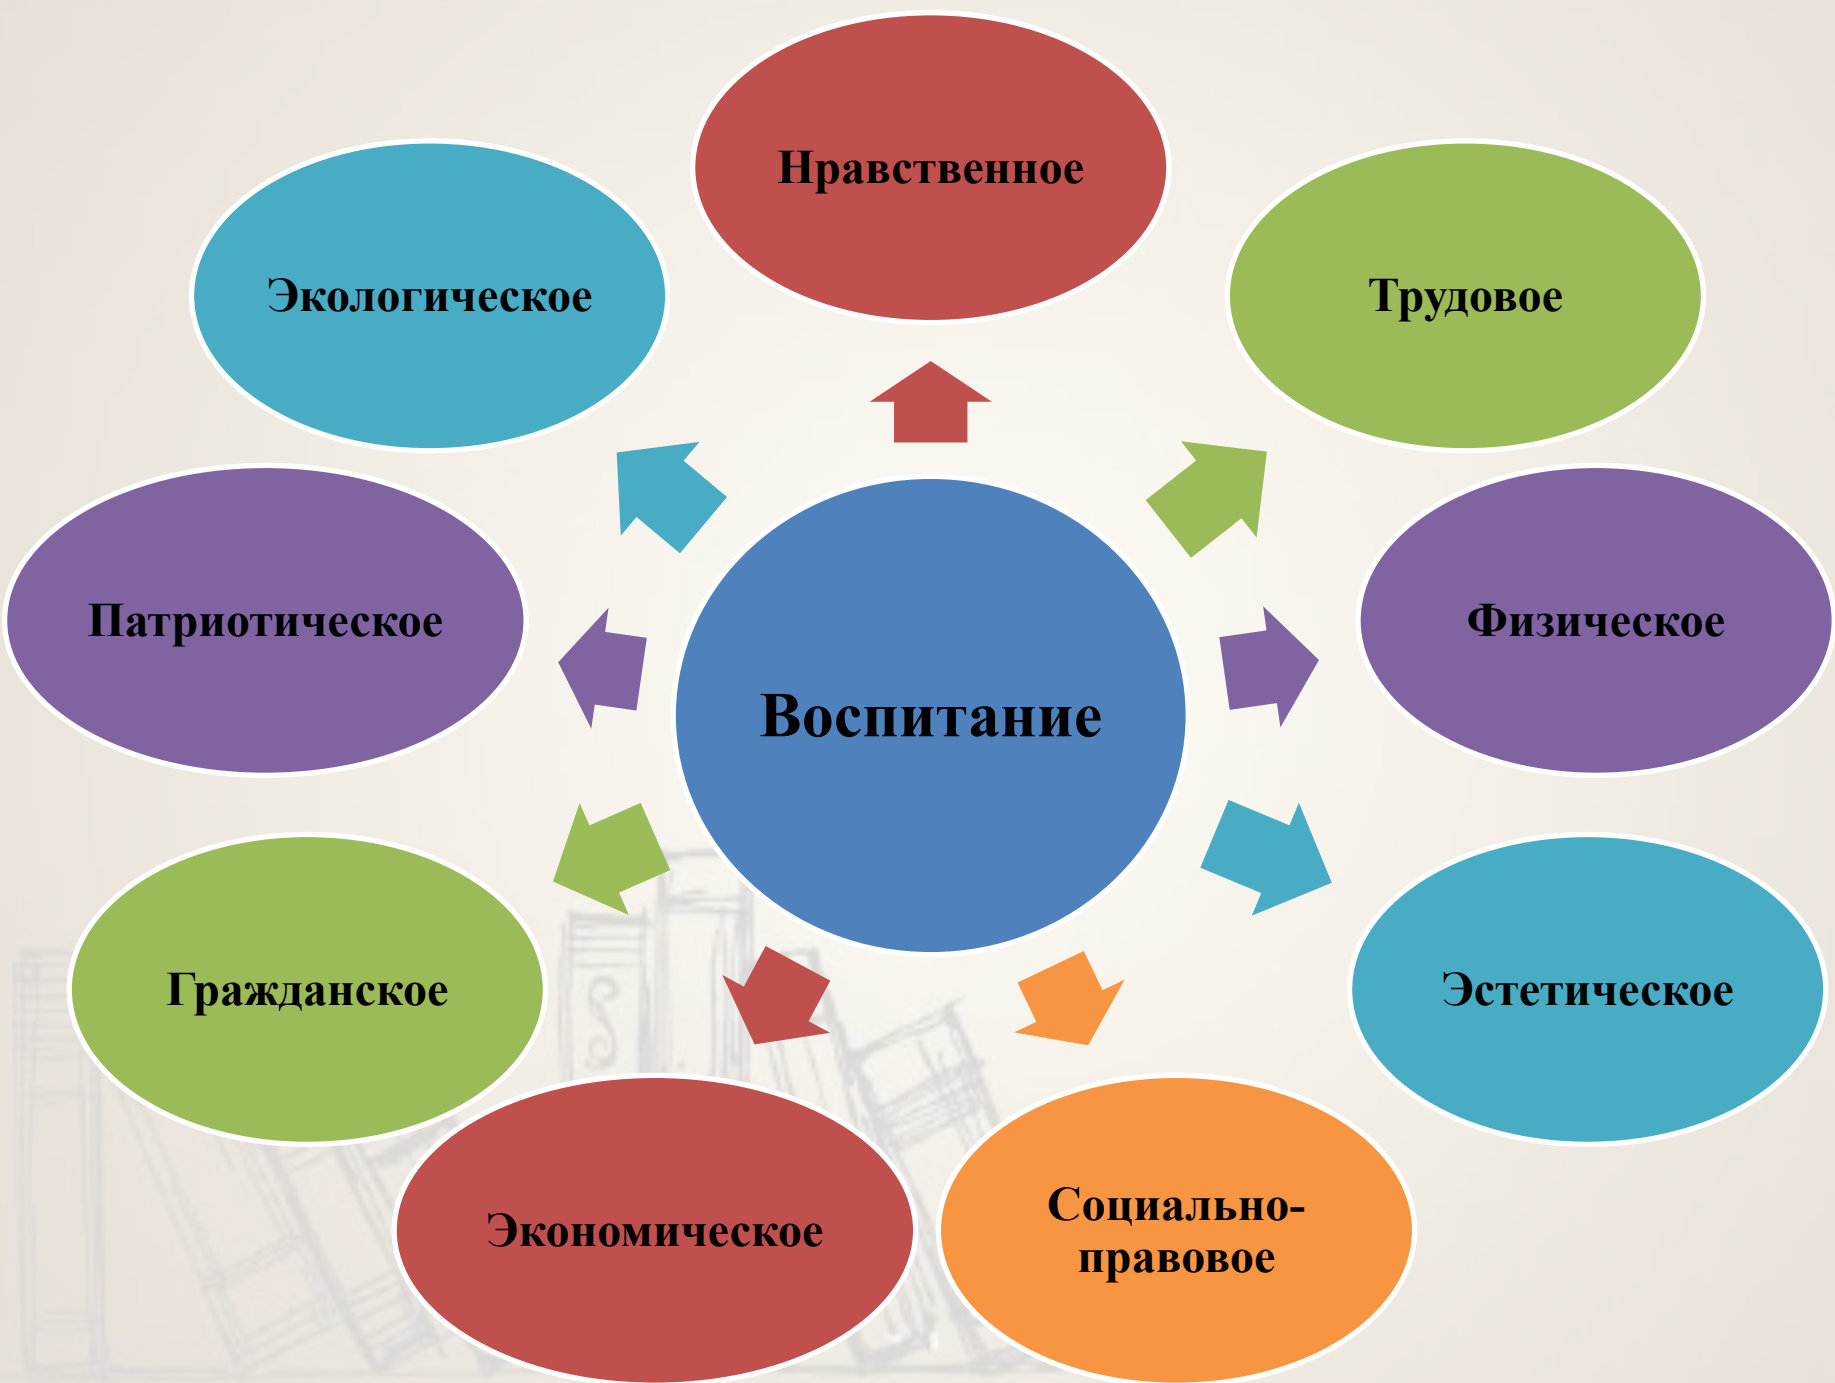 Нравственное
Экологическое
Трудовое
Патриотическое
Физическое
Воспитание
Гражданское
Эстетическое
Экономическое
Социально-
правовое